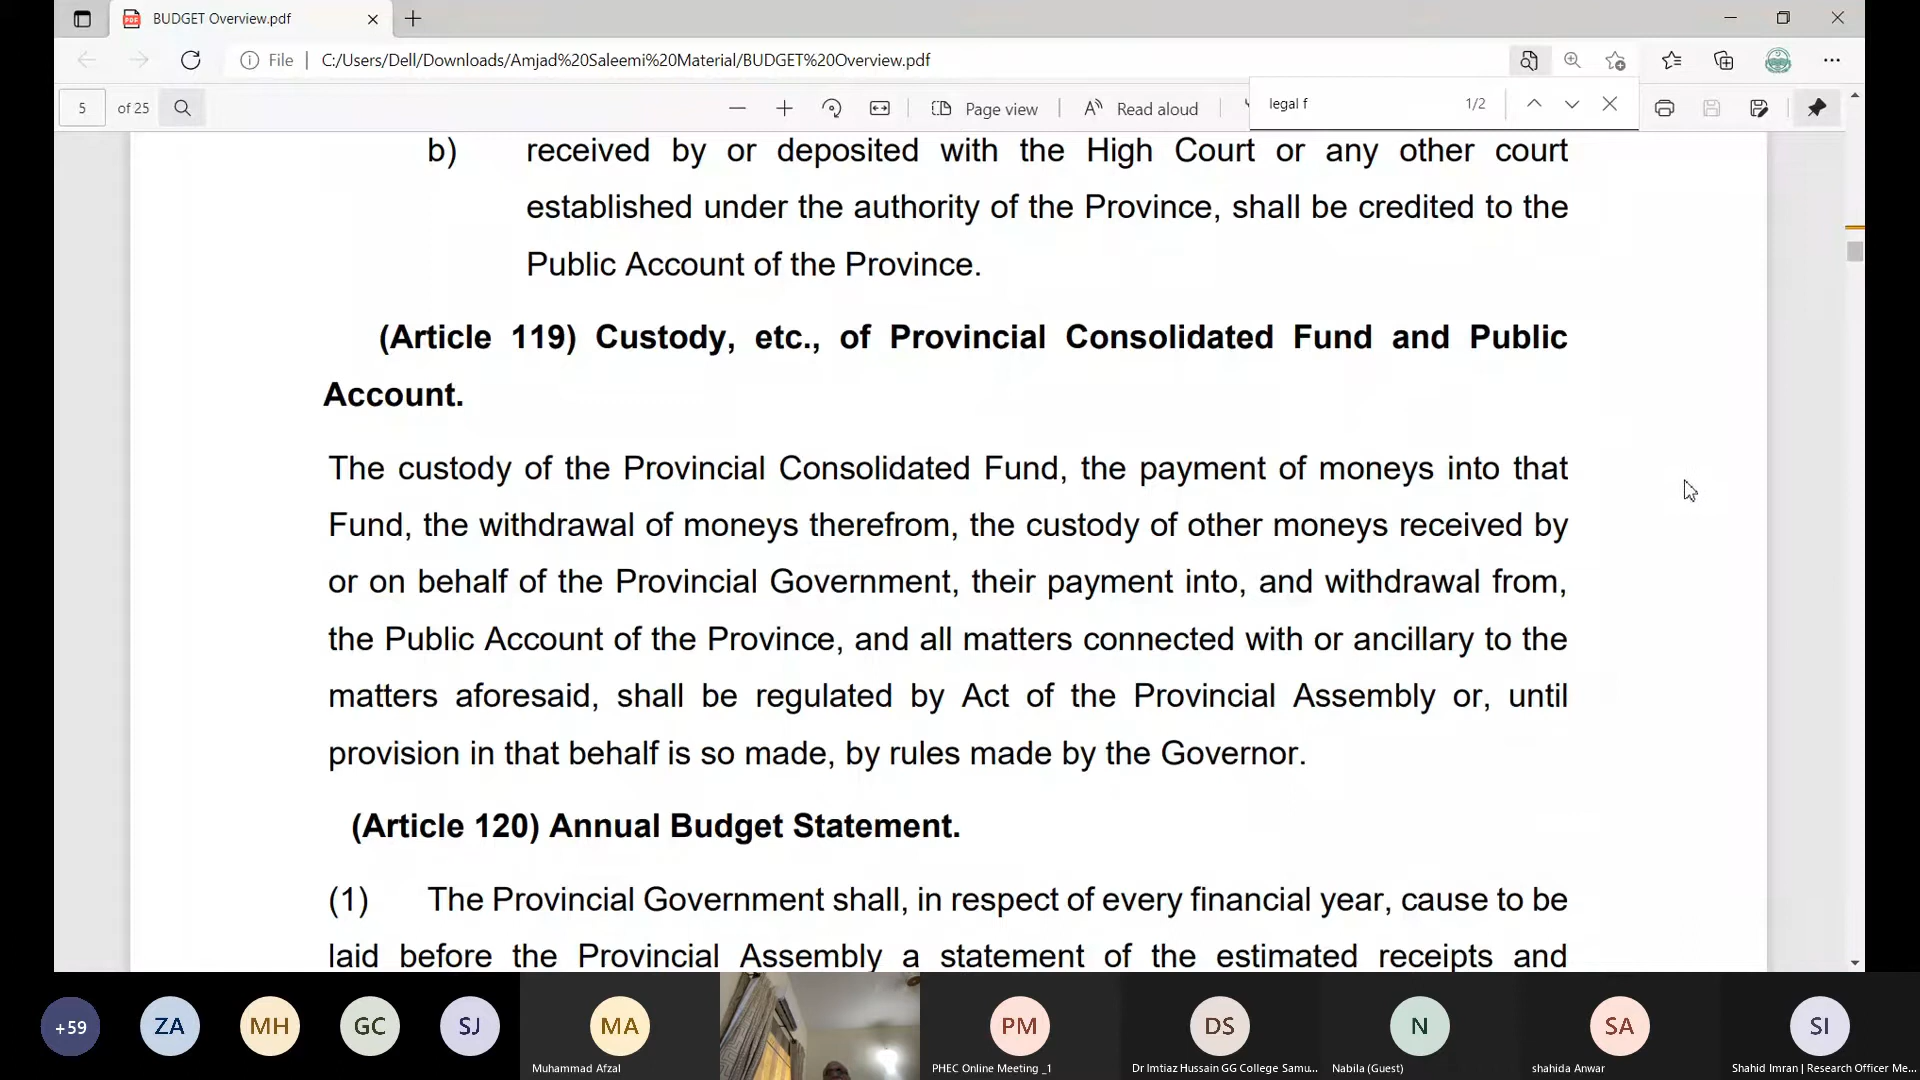 BUDGET Overview.pdf
File
C:/Users/Dell/Downloads/Amjad%20Saleemi%20Material/BUDGET%20Overview.pdf
5 of 25
Page view
Read aloud
legal f
1/2
b) received by or deposited with the High Court or any other court
established under the authority of the Province, shall be credited to the
Public Account of the Province.
(Article 119) Custody, etc., of Provincial Consolidated Fund and Public
Account.
The custody of the Provincial Consolidated Fund, the payment of moneys into that
Fund, the withdrawal of moneys therefrom, the custody of other moneys received by
or on behalf of the Provincial Government, their payment into, and withdrawal from,
the Public Account of the Province, and all matters connected with or ancillary to the
matters aforesaid, shall be regulated by Act of the Provincial Assembly or, until
provision in that behalf is so made, by rules made by the Governor.
(Article 120) Annual Budget Statement.
(1) The Provincial Government shall, in respect of every financial year, cause to be
laid before the Provincial Assembly a statement of the estimated receipts and
+59
ZA
MH
GC
SJ
MA
PM
DS
N
SA
SI
Muhammad Afzal
PHEC Online Meeting _1
Dr Imtiaz Hussain GG College Samu...
Nabila (Guest)
shahida Anwar
Shahid Imran | Research Officer Me...